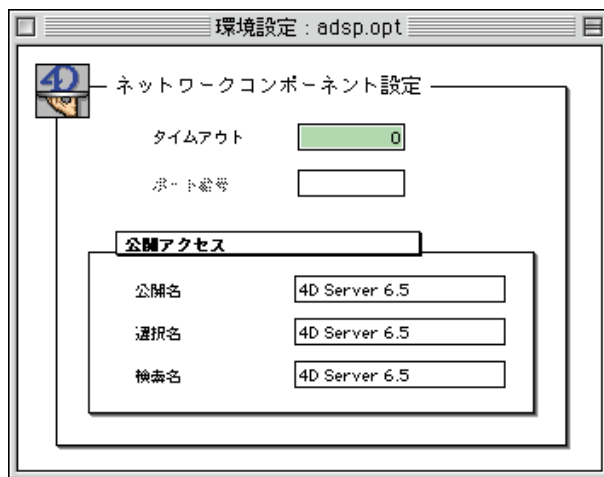 環境設定：adsp.opt
4D
ネットワークコンポーネント設定
タイムアウト 0
ポート番号
公開アクセス
公開名 4D Server 6.5
選択名 4D Server 6.5
検索名 4D Server 6.5